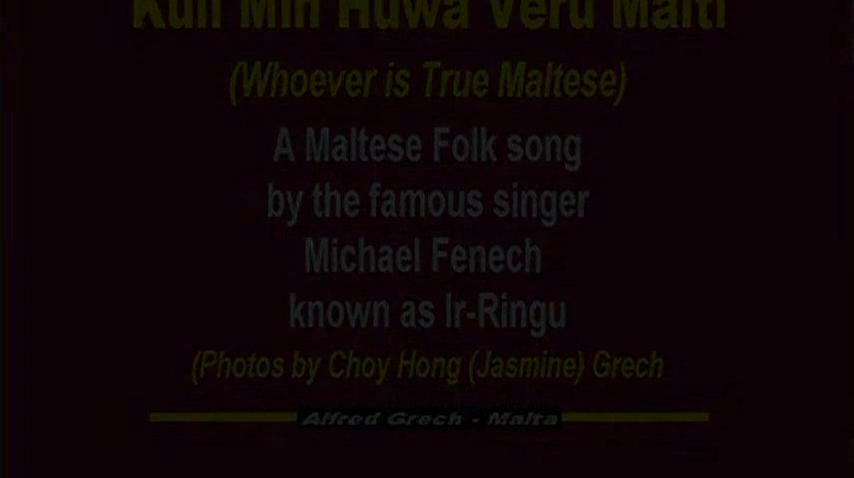 Kull Min Huwa Veru Malti
(Whoever is True Maltese)
A Maltese Folk song
by the famous singer
Michael Fenech
known as Ir-Ringu
(Photos by Choy Hong (Jasmine) Grech
Alfred Grech - Malta